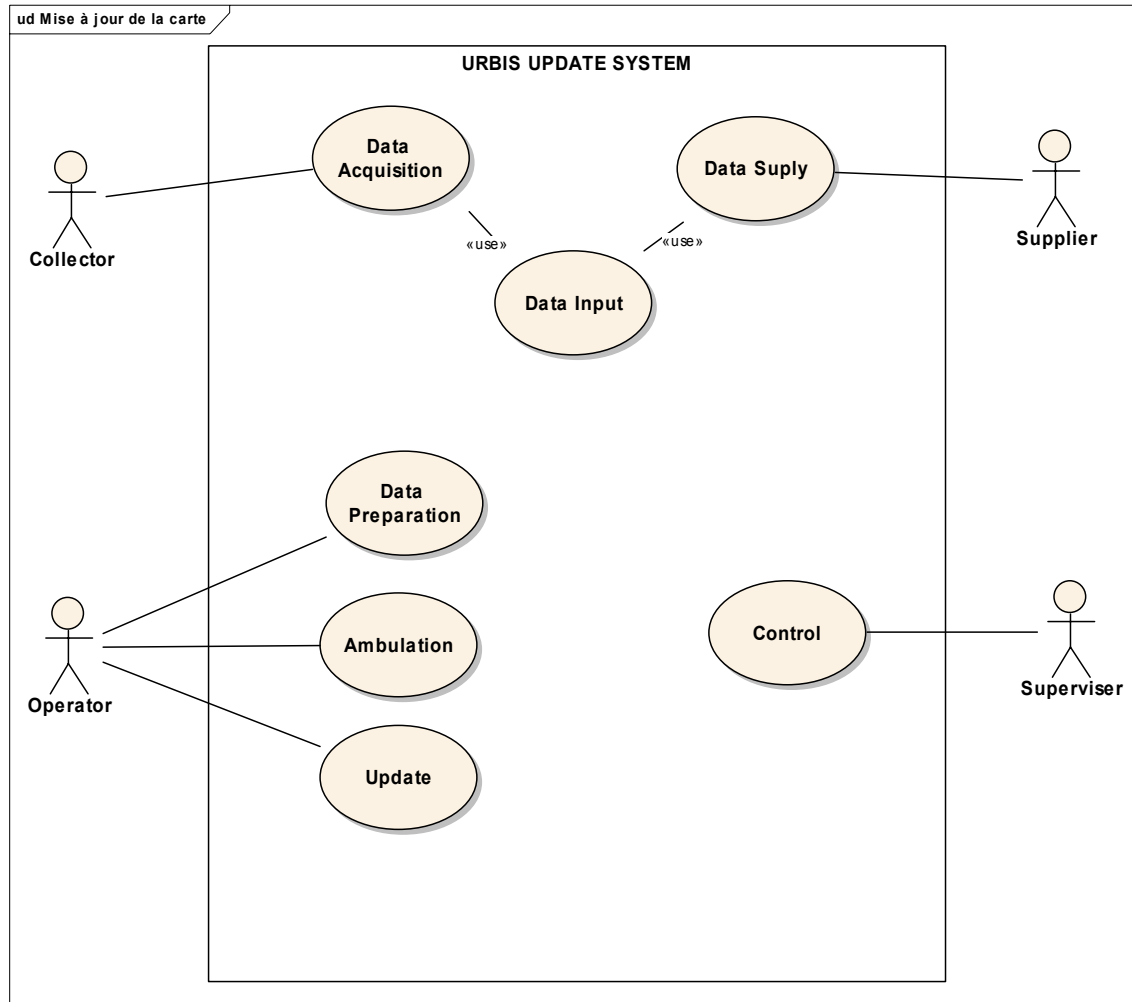 ud Mise à jour de la carte
URBIS UPDATE SYSTEM
Data
Acquisition
Data Suply
Collector
Supplier
«use»
«use»
Data Input
Data
Preparation
Ambulation
Control
Operator
Superviser
Update